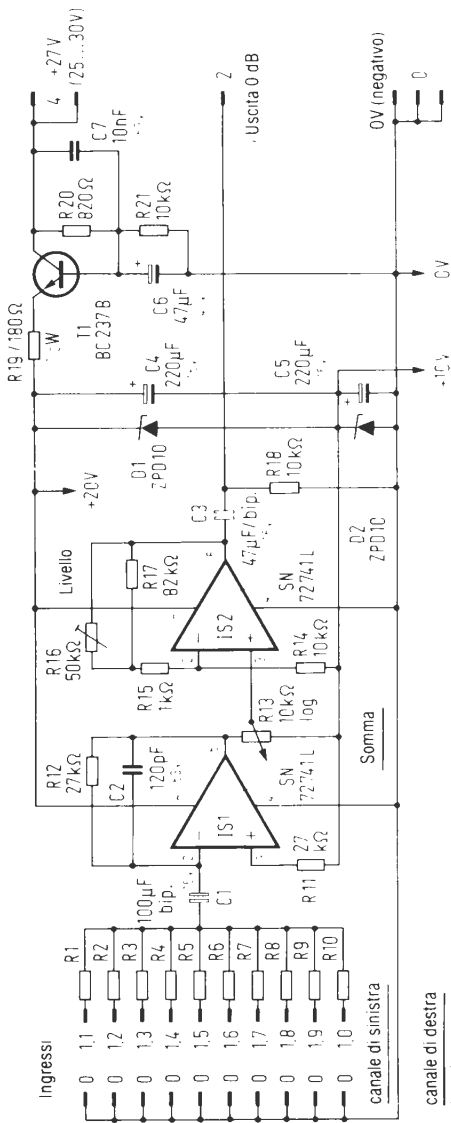 Ingressi
0 1,1 R1
0 1,2 R2
0 1,3 R3
0 1,4 R4
0 1,5 R5
0 1,6 R6
0 1,7 R7
0 1,8 R8
0 1,9 R9
0 1,0 R10
canale di sinistra
canale di destra
100µF
bip.
C1
R12
27kΩ
C2
120pF
IS1
SN
72741L
R11
27
kΩ
R13
10kΩ
log
Somma
R16
50kΩ
Livello
R15
1kΩ
R17
82kΩ
IS2
SN
72741L
R14
10kΩ
C3
47µF/bip.
R18
10kΩ
+20V
D1
ZPD10
D2
ZPD10
C4
220µF
C5
220µF
+10V
0V
R19/180Ω
T1
BC237B
R20
820Ω
C7
10nF
R21
10kΩ
C6
47µF
4
+27V
(25...30V)
2
Uscita 0 dB
0V (negativo)
0